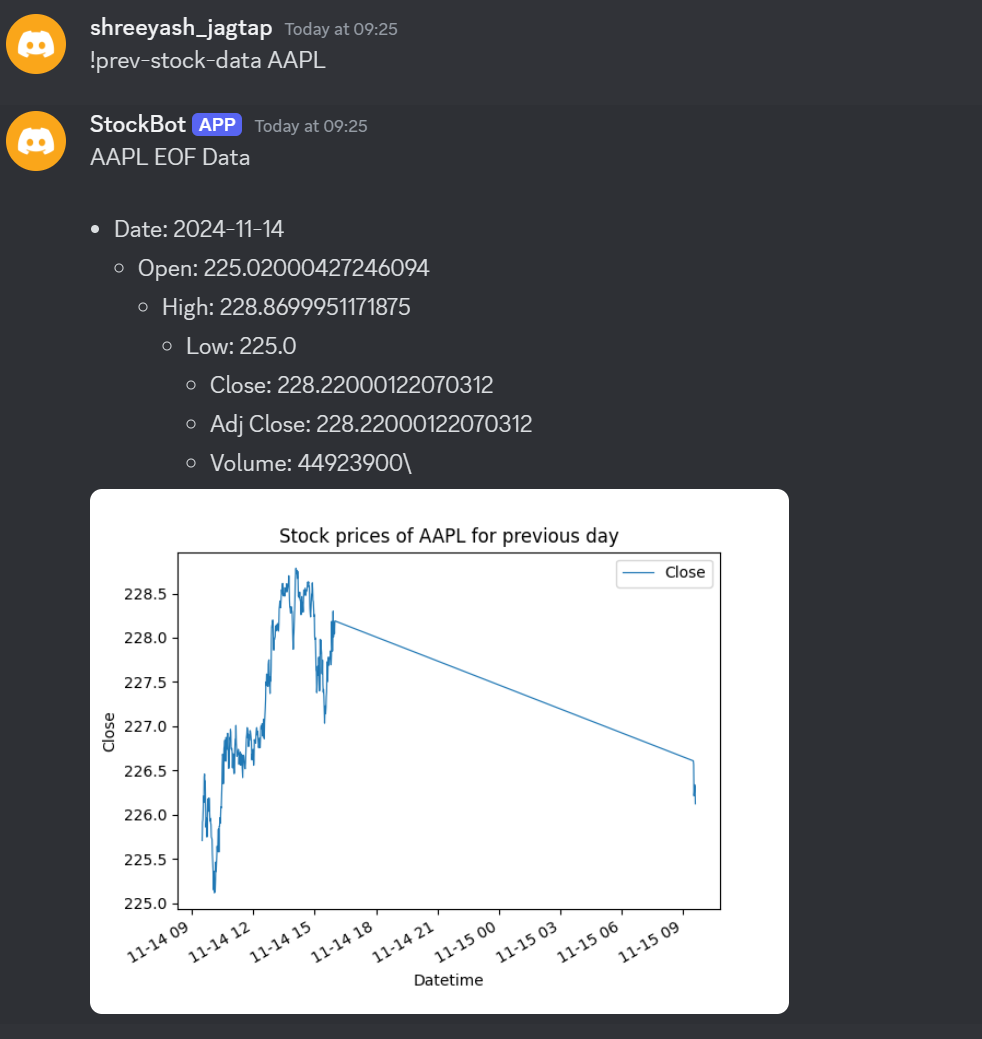 shreeyash_jagtap Today at 09:25
!prev-stock-data AAPL
StockBot APP Today at 09:25
AAPL EOF Data
• Date: 2024-11-14
◦ Open: 225.02000427246094
◦ High: 228.8699951171875
◦ Low: 225.0
◦ Close: 228.22000122070312
◦ Adj Close: 228.22000122070312
◦ Volume: 44923900\
Stock prices of AAPL for previous day
Close
228.5
228.0
227.5
227.0
226.5
226.0
225.5
225.0
Close
11-14 09
11-14 12
11-14 15
11-14 18
11-14 21
11-15 00
11-15 03
11-15 06
11-15 09
Datetime